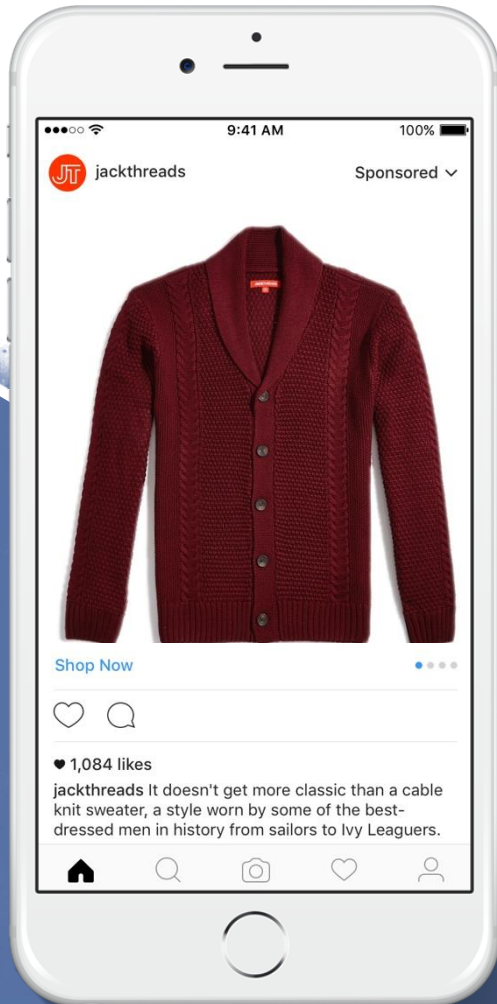 9:41 AM
100%
JT
jackthreads
Sponsored
Shop Now
1,084 likes
jackthreads It doesn't get more classic than a cable
knit sweater, a style worn by some of the best-
dressed men in history from sailors to Ivy Leaguers.